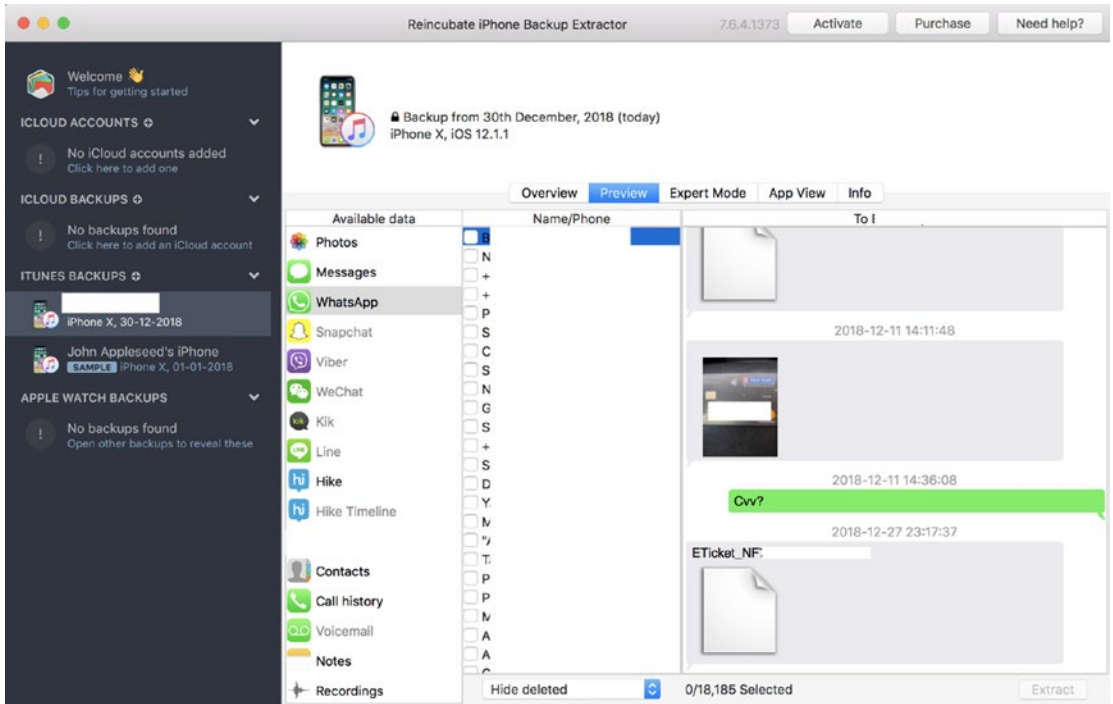 Reincubate iPhone Backup Extractor
7.6.4.1373
Activate
Purchase
Need help?
Welcome 👋
Tips for getting started
ICLOUD ACCOUNTS
No iCloud accounts added
Click here to add one
ICLOUD BACKUPS
No backups found
Click here to add an iCloud account
ITUNES BACKUPS
iPhone X, 30-12-2018
John Appleseed's iPhone
SAMPLE iPhone X, 01-01-2018
APPLE WATCH BACKUPS
No backups found
Open other backups to reveal these
Backup from 30th December, 2018 (today)
iPhone X, iOS 12.1.1
Overview
Preview
Expert Mode
App View
Info
Available data
Photos
Messages
WhatsApp
Snapchat
Viber
WeChat
Kik
Line
Hike
Hike Timeline
Contacts
Call history
Voicemail
Notes
Recordings
Name/Phone
B
N
+
+
P
S
C
S
N
G
S
+
S
D
Y
M
T
P
P
M
A
A
To
2018-12-11 14:11:48
2018-12-11 14:36:08
Cvv?
2018-12-27 23:17:37
ETicket_NF
Hide deleted
0/18,185 Selected
Extract